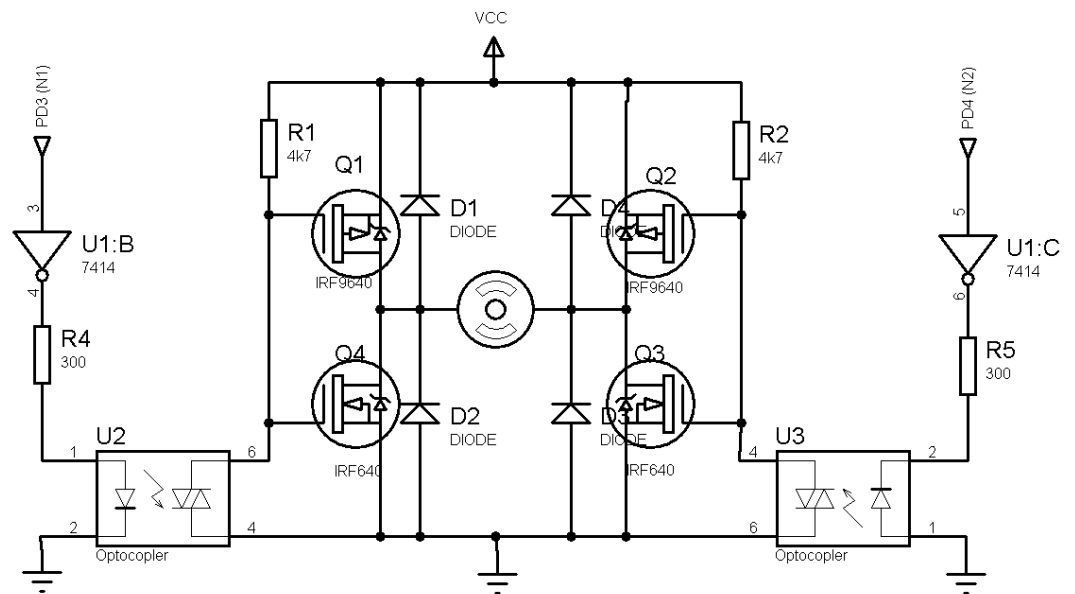 VCC
PD3 (N1)
PD4 (N2)
R1
4k7
R2
4k7
Q1
Q2
3
5
D1
DIODE
D4
DIODE
U1:B
7414
U1:C
7414
IRF9640
IRF9640
4
6
R4
300
Q4
Q3
R5
300
D2
DIODE
D3
DIODE
U2
U3
1
6
4
2
IRF640
IRF640
2
4
6
1
Optocopler
Optocopler